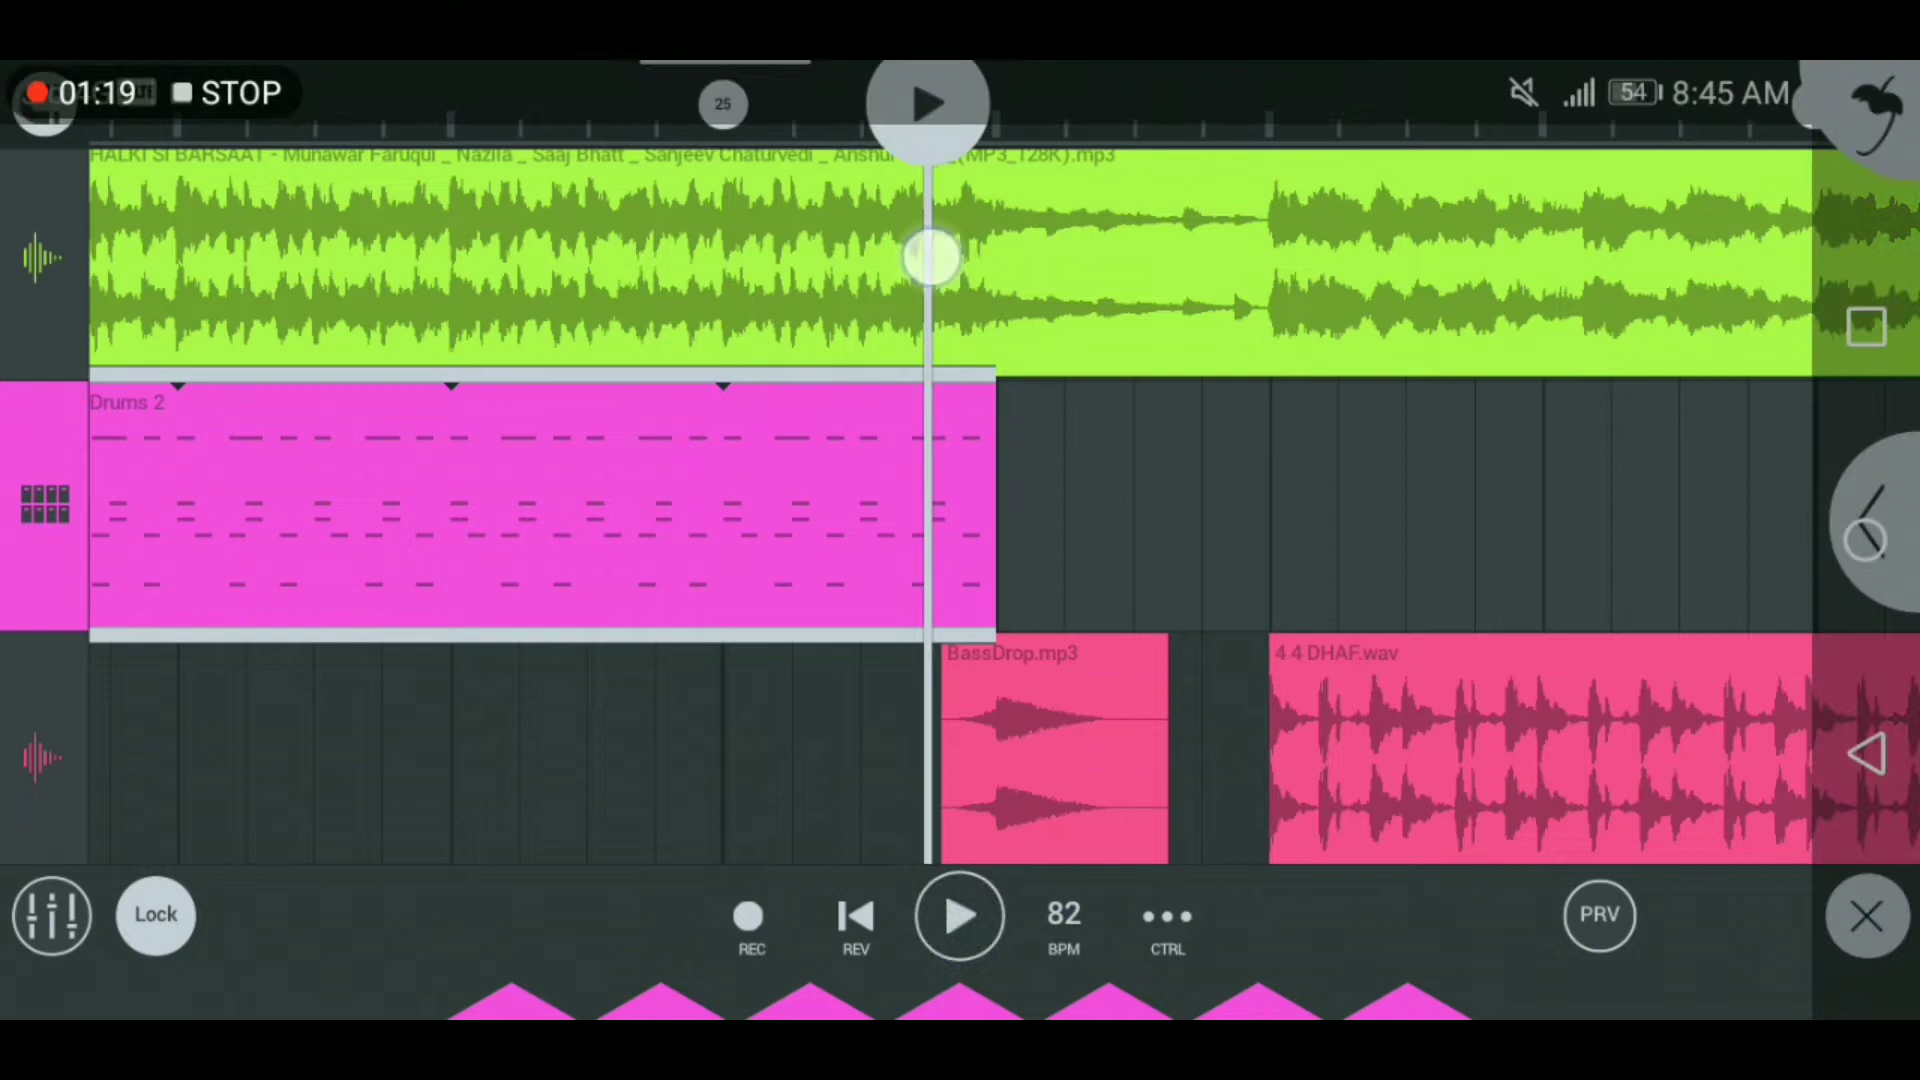 01:19 STOP
25
54 8:45 AM
HALKI SI BARSAAT - Munawar Faruqui _ Nazila _ Saaj Bhatt _ Sanjeev Chaturvedi _ Anshul (MP3_128K).mp3
Drums 2
BassDrop.mp3
4 4 DHAF.wav
Lock
82
PRV
REC
REV
BPM
CTRL